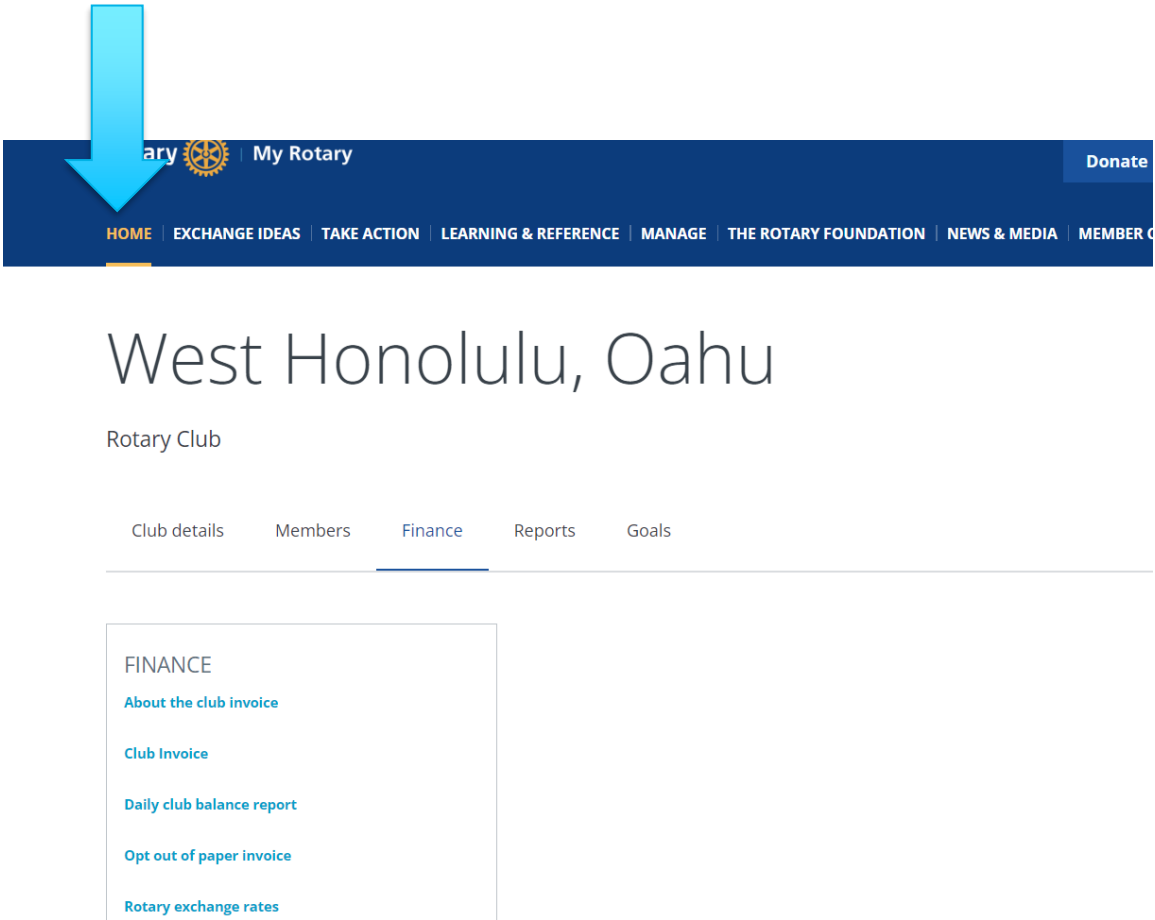 My Rotary
Donate
HOME EXCHANGE IDEAS TAKE ACTION LEARNING & REFERENCE MANAGE THE ROTARY FOUNDATION NEWS & MEDIA MEMBER
West Honolulu, Oahu
Rotary Club
Club details Members Finance Reports Goals
FINANCE
About the club invoice
Club Invoice
Daily club balance report
Opt out of paper invoice
Rotary exchange rates